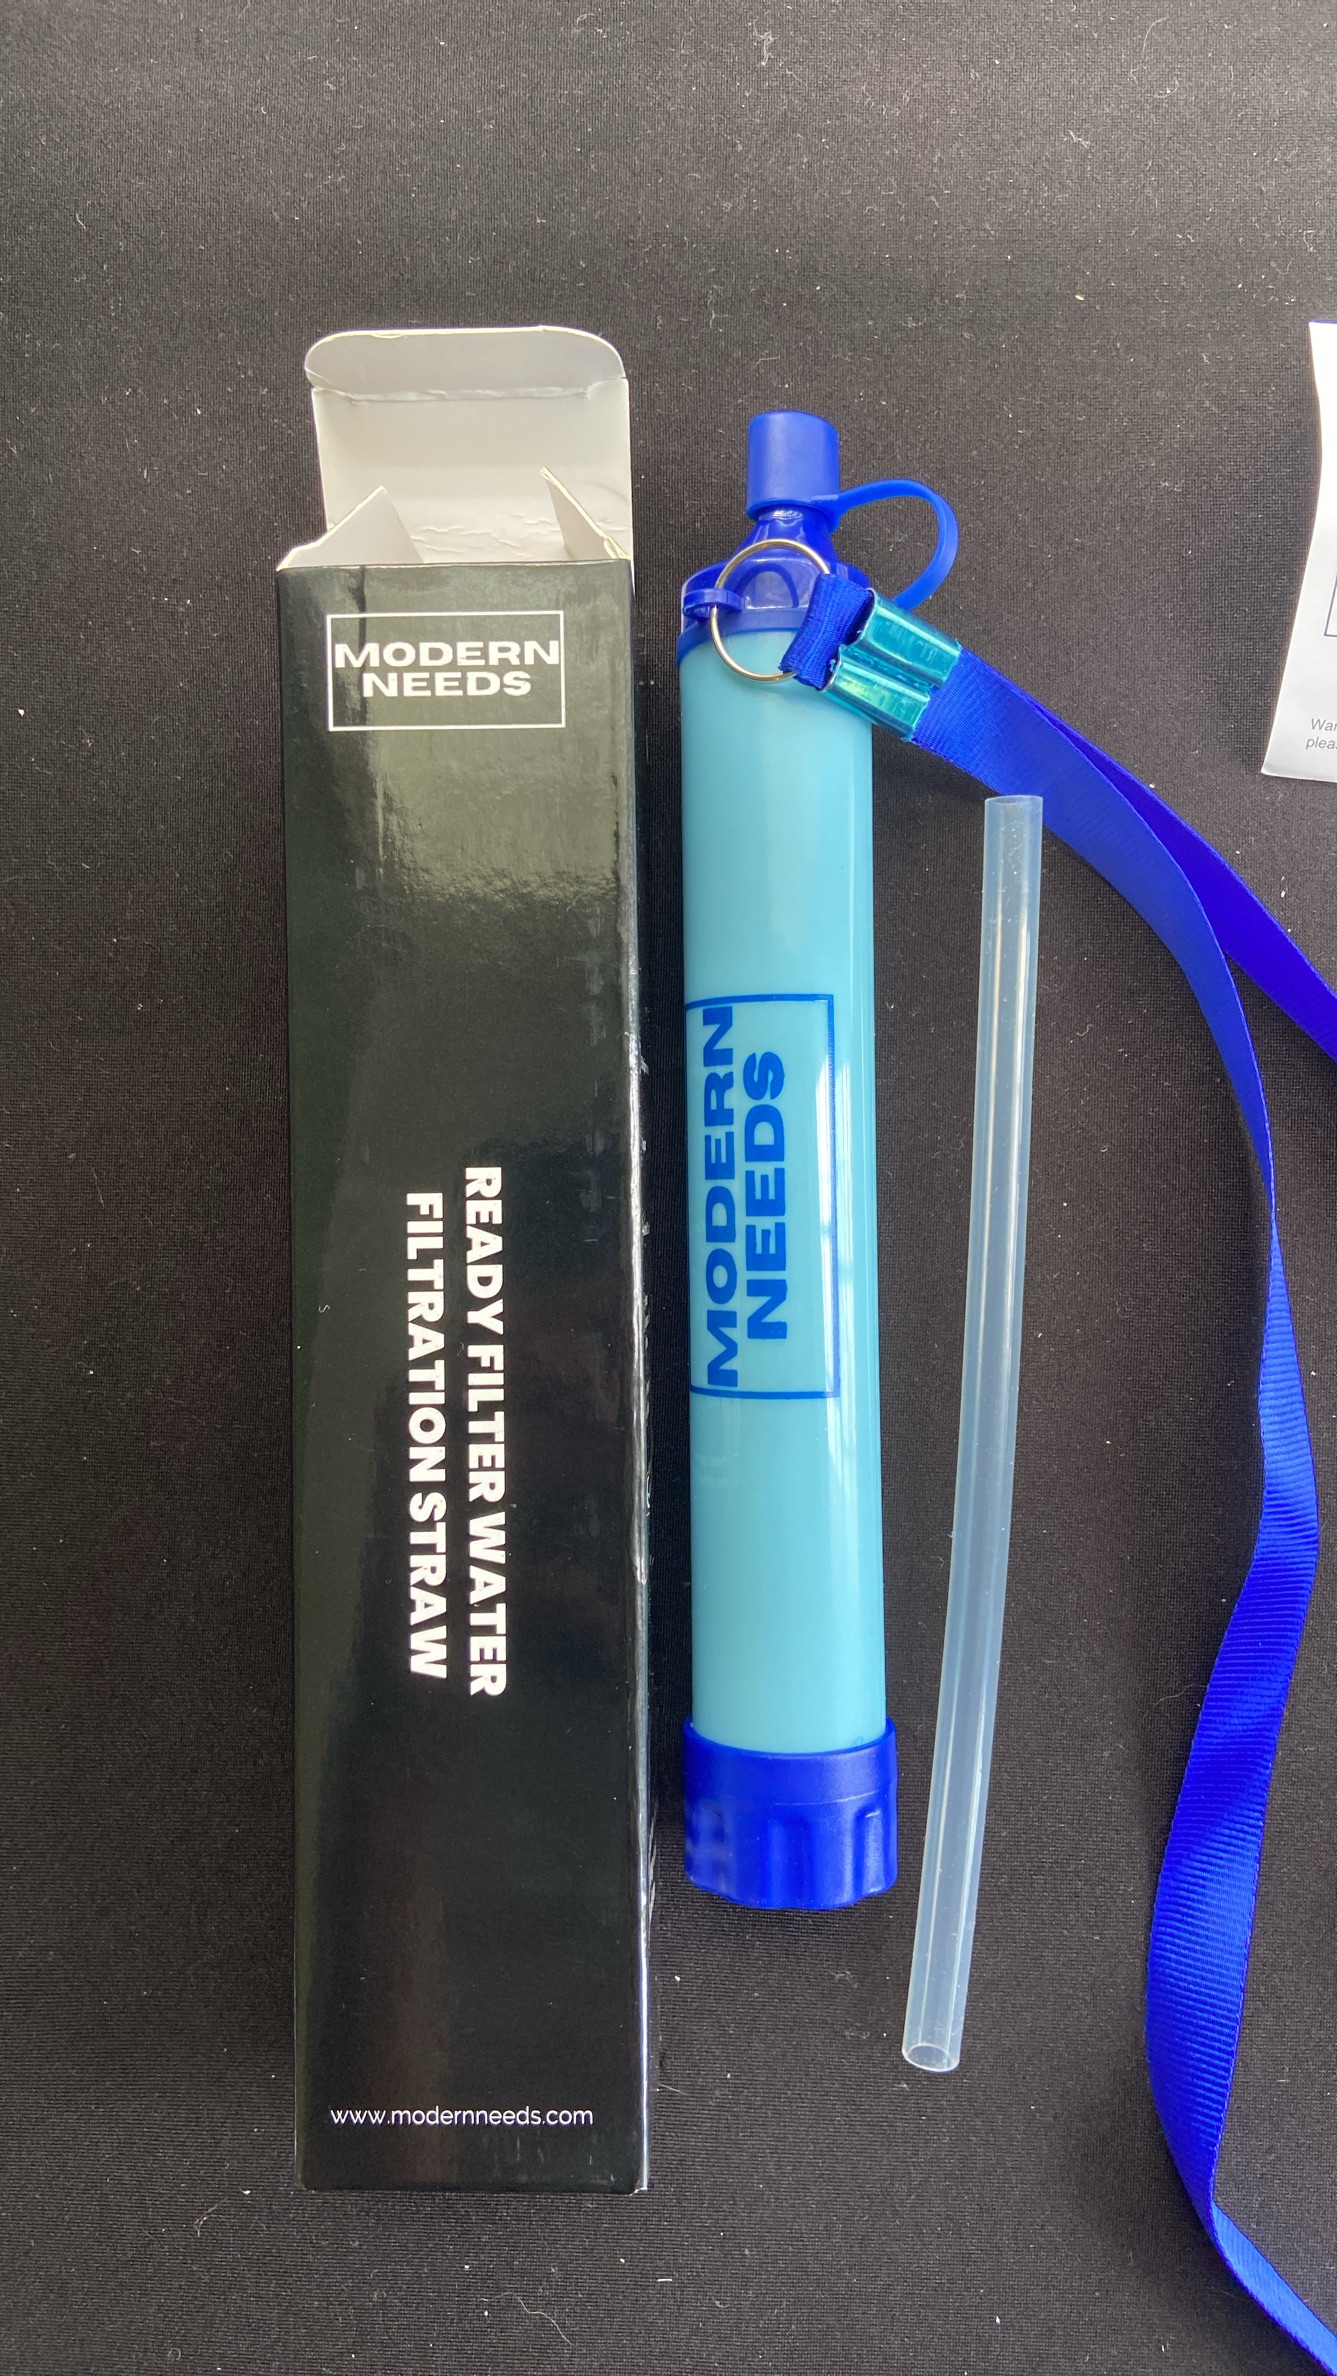 MODERN
NEEDS
READY FILTER WATER
FILTRATION STRAW
www.modernneeds.com
MODERN
NEEDS